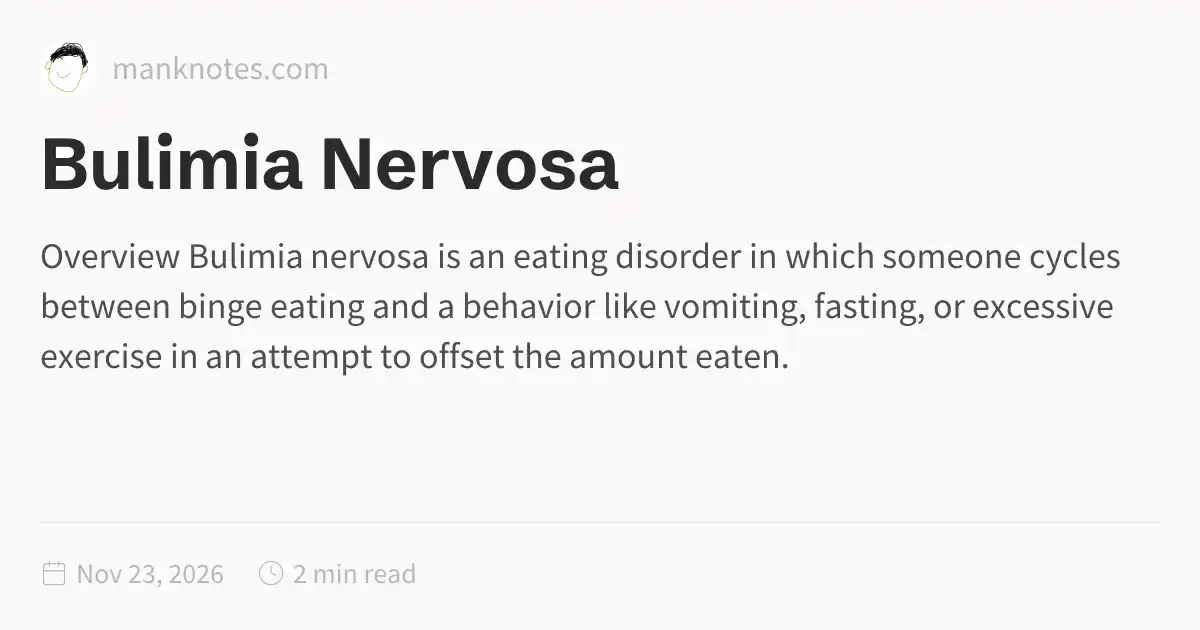 manknotes.com
Bulimia Nervosa
Overview Bulimia nervosa is an eating disorder in which someone cycles
between binge eating and a behavior like vomiting, fasting, or excessive
exercise in an attempt to offset the amount eaten.
Nov 23, 2026 2 min read